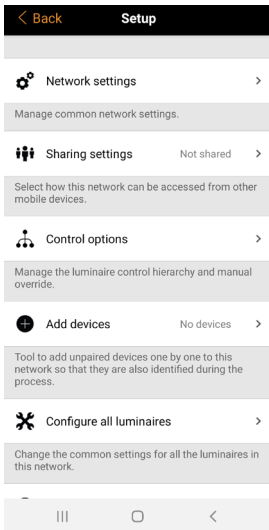 Back Setup
Network settings
Manage common network settings.
Sharing settings Not shared
Select how this network can be accessed from other
mobile devices.
Control options
Manage the luminaire control hierarchy and manual
override.
Add devices No devices
Tool to add unpaired devices one by one to this
network so that they are also identified during the
process.
Configure all luminaires
Change the common settings for all the luminaires in
this network.